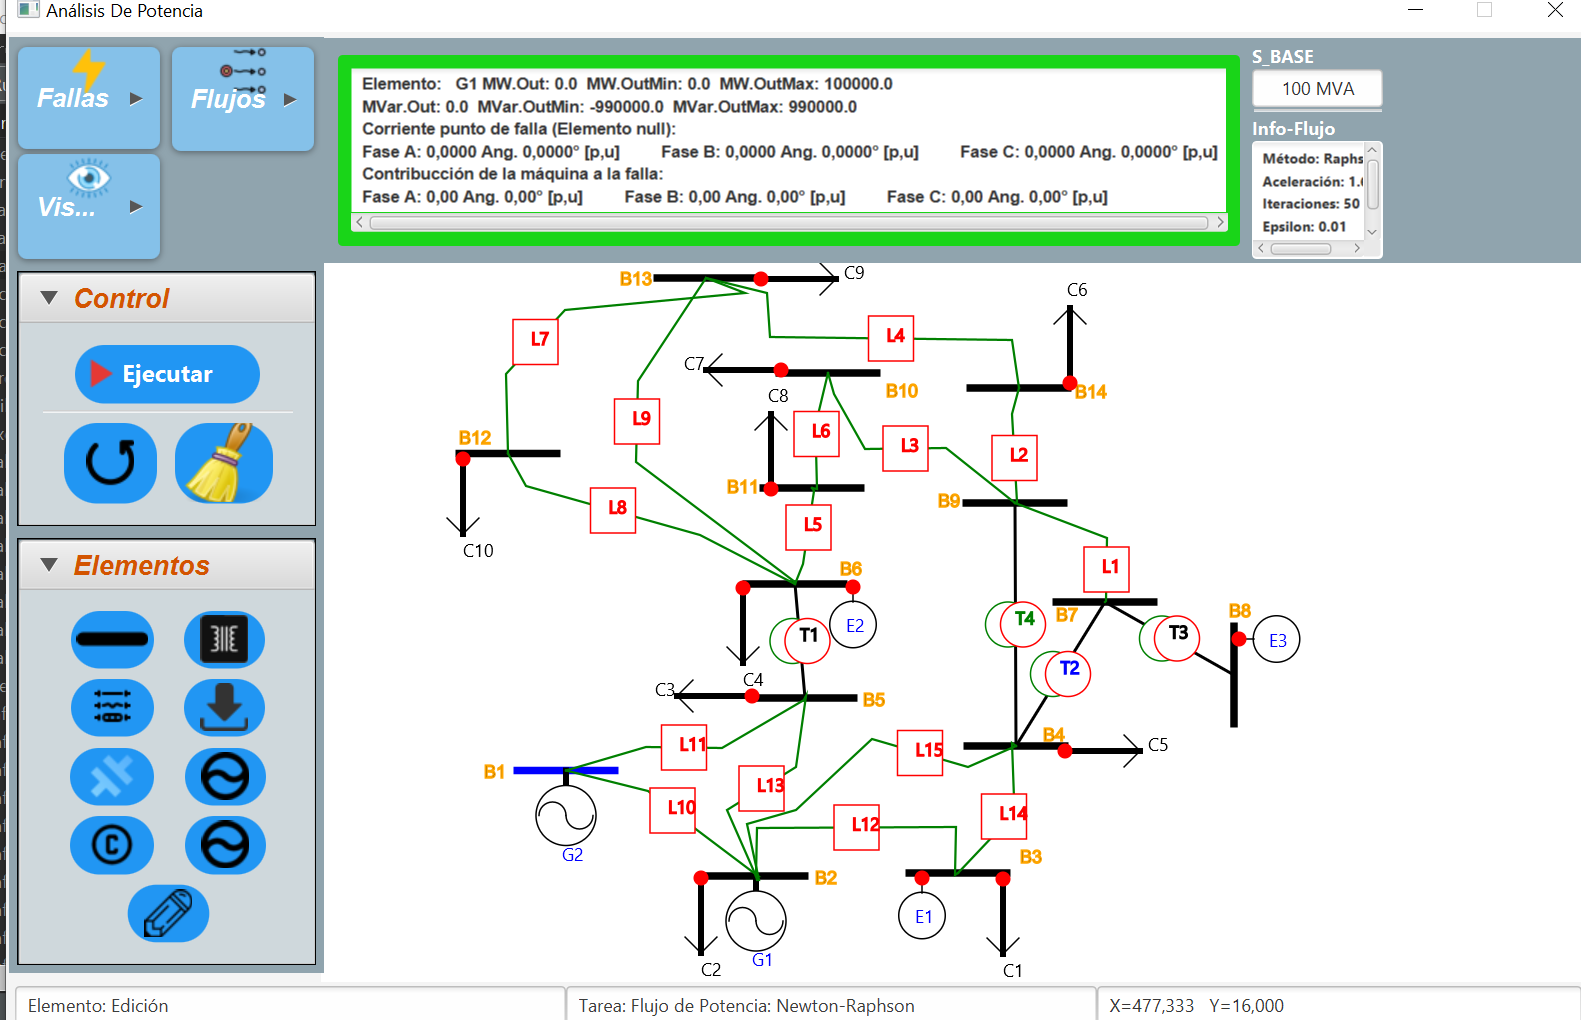 Análisis De Potencia
Fallas
Flujos
Vis...
Elemento: G1 MW.Out: 0.0 MW.OutMin: 0.0 MW.OutMax: 100000.0
MVar.Out: 0.0 MVar.OutMin: -990000.0 MVar.OutMax: 990000.0
Corriente punto de falla (Elemento null):
Fase A: 0,0000 Ang. 0,0000° [p,u] Fase B: 0,0000 Ang. 0,0000° [p,u] Fase C: 0,0000 Ang. 0,0000° [p,u]
Contribucción de la máquina a la falla:
Fase A: 0,00 Ang. 0,00° [p,u] Fase B: 0,00 Ang. 0,00° [p,u] Fase C: 0,00 Ang. 0,00° [p,u]
S_BASE
100 MVA
Info-Flujo
Método: Raphs
Aceleración: 1.
Iteraciones: 50
Epsilon: 0.01
Control
Ejecutar
Elementos
B13
C9
C6
L7
L4
C7
C8
B10
B14
L9
L6
L3
L2
B12
B11
B9
L8
L5
C10
L1
B6
B7
B8
E2
T1
T4
T3
E3
T2
C4
C3
B5
B4
C5
L11
L15
B1
L13
L10
L14
L12
G2
B3
B2
E1
G1
C2
C1
Elemento: Edición
Tarea: Flujo de Potencia: Newton-Raphson
X=477,333 Y=16,000